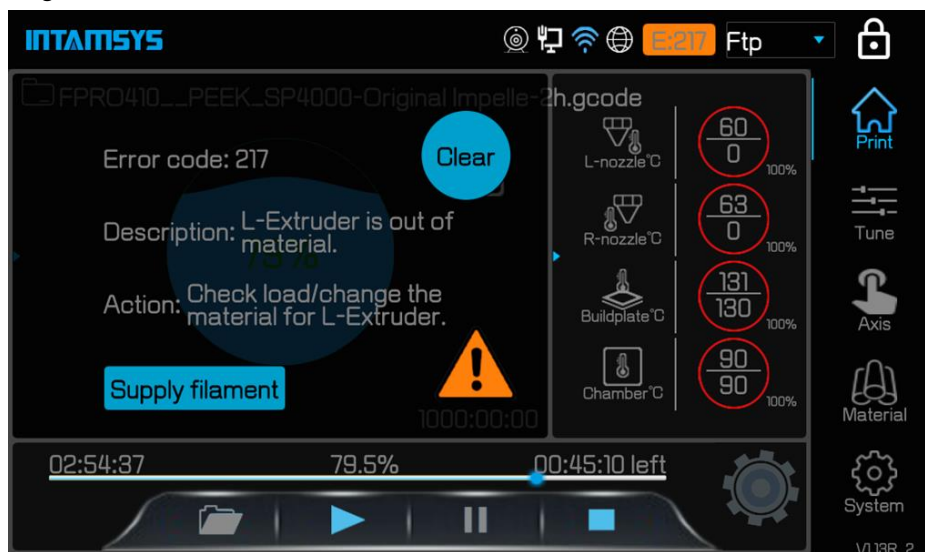 INTAMSYS
E:217
Ftp
FPRO410__PEEK_SP4000-Original Impelle-2h.gcode
Error code: 217
Clear
Description: L-Extruder is out of
material.
Action: Check load/change the
material for L-Extruder.
Supply filament
1000:00:00
L-nozzle°C
60
0
100%
R-nozzle°C
63
0
100%
Buildplate°C
131
130
100%
Chamber°C
90
90
100%
Print
Tune
Axis
Material
System
02:54:37
79.5%
00:45:10 left